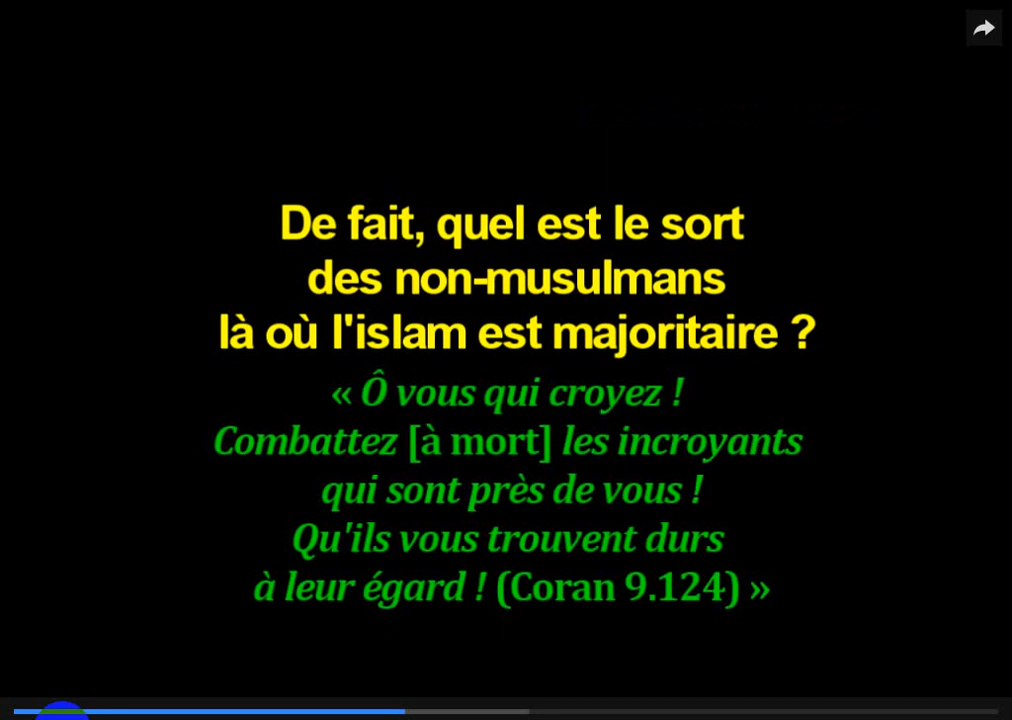 De fait, quel est le sort
des non-musulmans
là où l'islam est majoritaire ?
« Ô vous qui croyez !
Combattez [à mort] les incroyants
qui sont près de vous !
Qu'ils vous trouvent durs
à leur égard ! (Coran 9.124) »